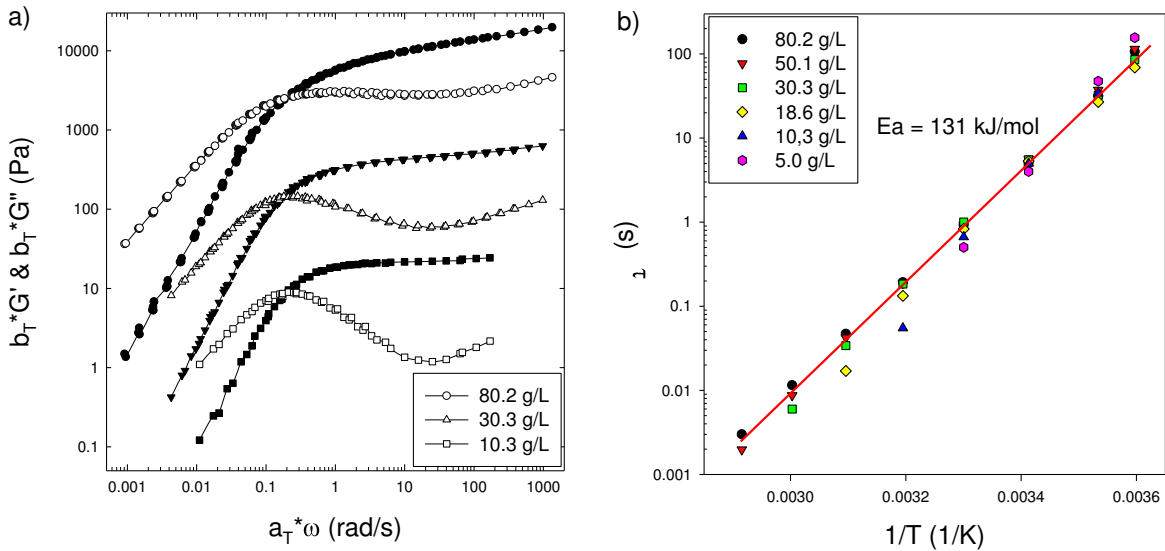 a)
10000
1000
100
10
1
0.1
b_T*G' & b_T*G'' (Pa)
80.2 g/L
30.3 g/L
10.3 g/L
0.001 0.01 0.1 1 10 100 1000
a_T*ω (rad/s)
b)
80.2 g/L
50.1 g/L
30.3 g/L
18.6 g/L
10,3 g/L
5.0 g/L
Ea = 131 kJ/mol
100
10
1
0.1
0.01
0.001
τ (s)
0.0030 0.0032 0.0034 0.0036
1/T (1/K)